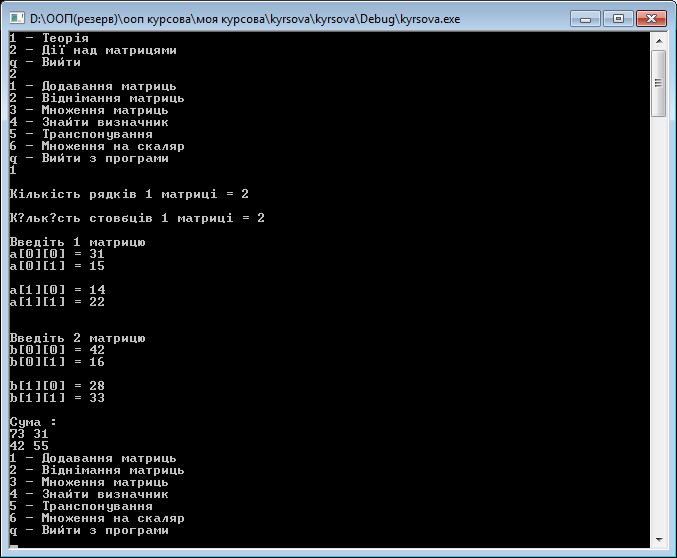 D:\ООП(резерв)\ооп курсова\моя курсова\kyrsova\kyrsova\Debug\kyrsova.exe
1 - Теорія
2 - Дії над матрицями
q - Вийти
2
1 - Додавання матриць
2 - Віднімання матриць
3 - Множення матриць
4 - Знайти визначник
5 - Транспонування
6 - Множення на скаляр
q - Вийти з програми
1
Кількість рядків 1 матриці = 2
К?льк?сть стовєців 1 матриці = 2
Введіть 1 матрицю
a[0][0] = 31
a[0][1] = 15
a[1][0] = 14
a[1][1] = 22
Введіть 2 матрицю
b[0][0] = 42
b[0][1] = 16
b[1][0] = 28
b[1][1] = 33
Сума :
73 31
42 55
1 - Додавання матриць
2 - Віднімання матриць
3 - Множення матриць
4 - Знайти визначник
5 - Транспонування
6 - Множення на скаляр
q - Вийти з програми